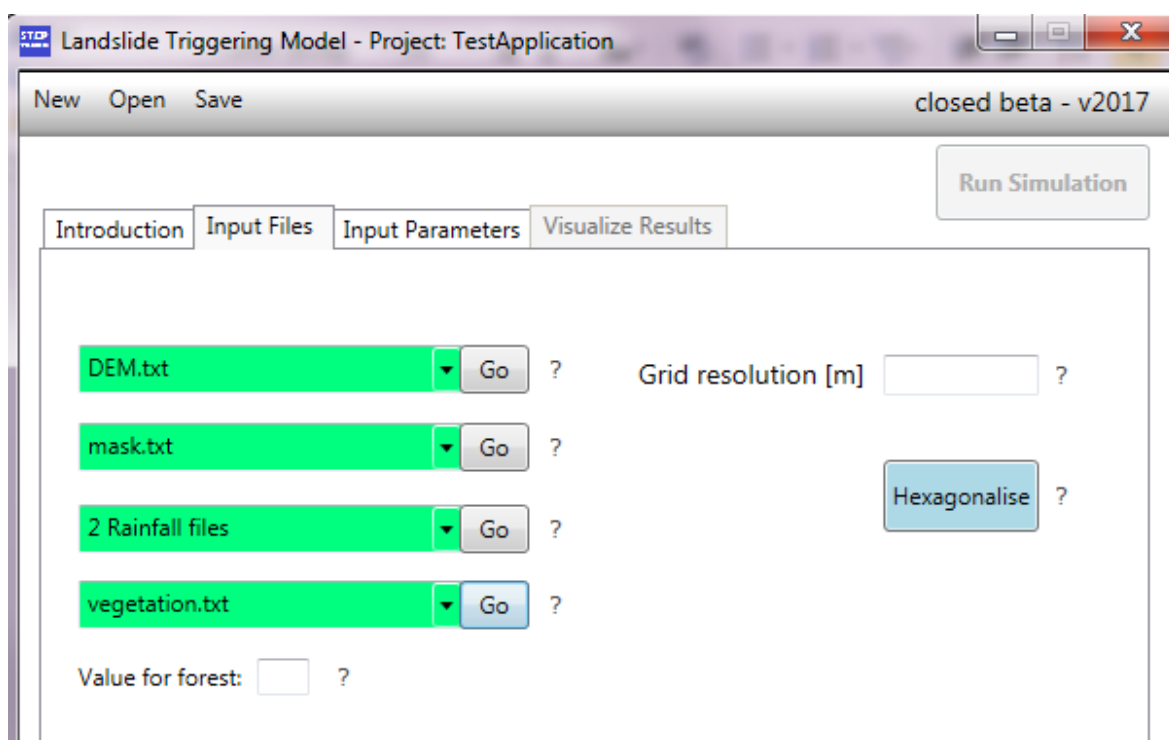 Landslide Triggering Model - Project: TestApplication
New Open Save closed beta - v2017
Run Simulation
Introduction Input Files Input Parameters Visualize Results
DEM.txt Go ? Grid resolution [m] ?
mask.txt Go ?
Hexagonalise ?
2 Rainfall files Go ?
vegetation.txt Go ?
Value for forest: ?